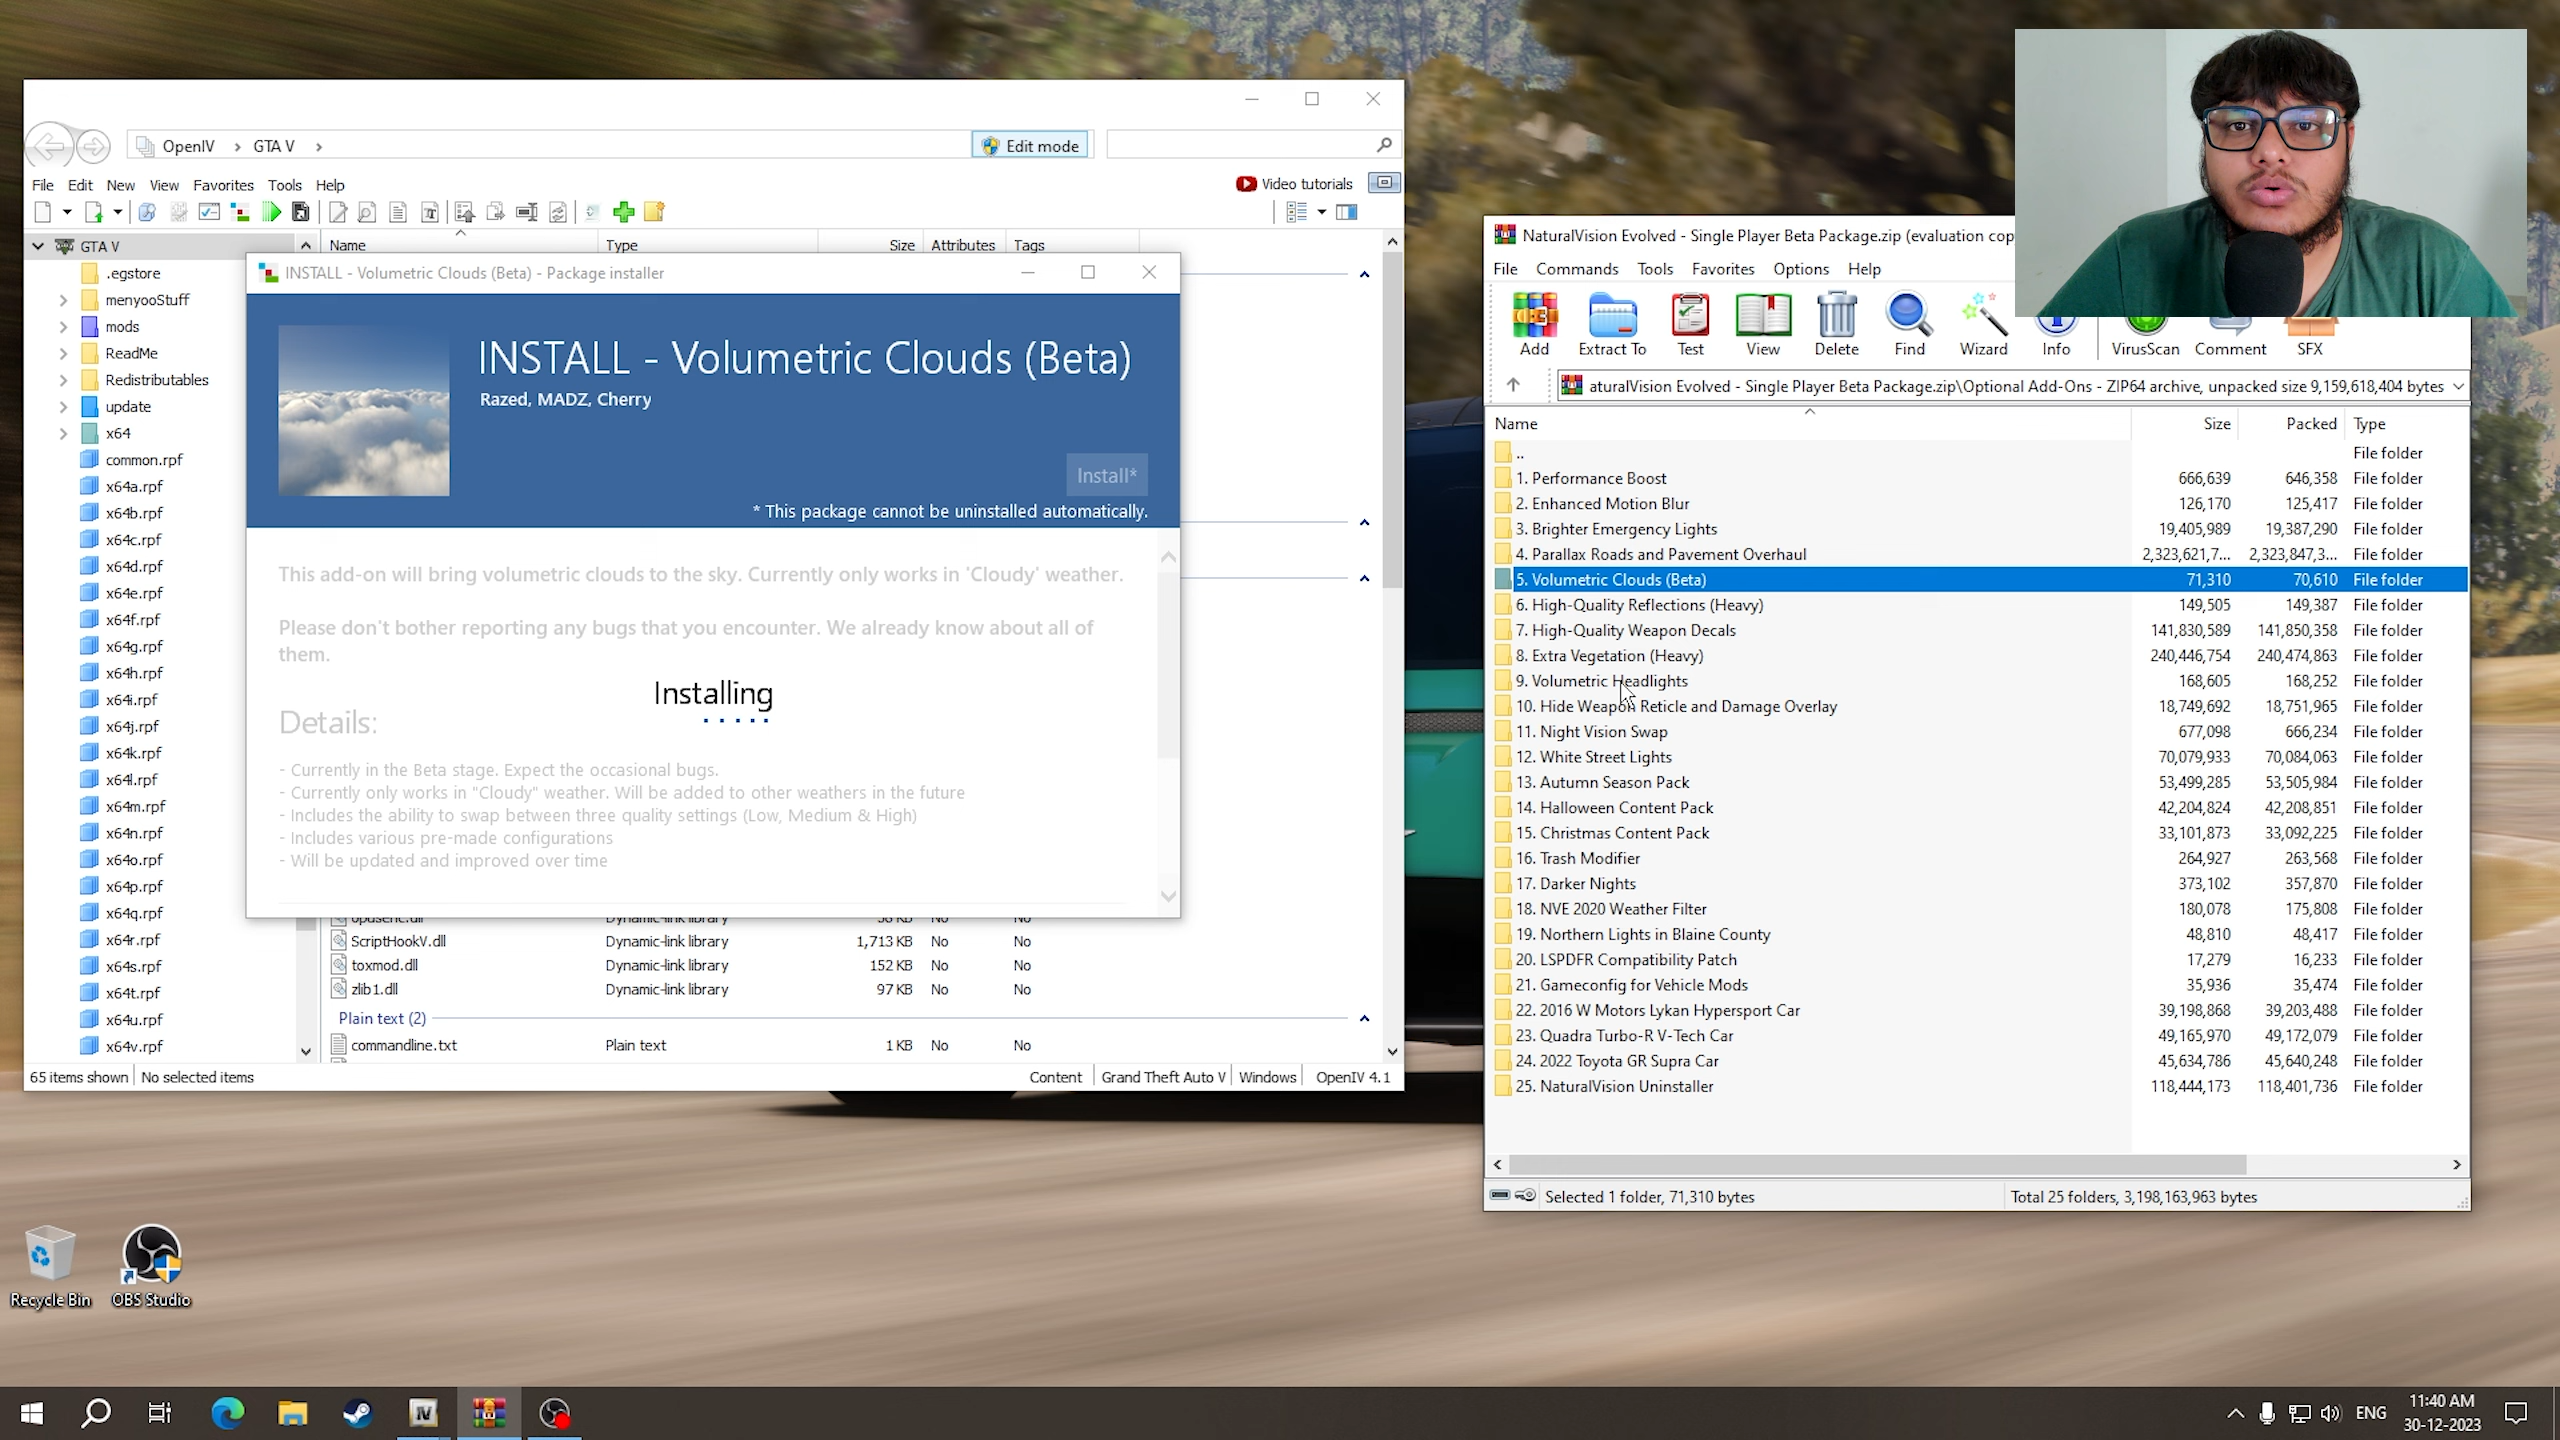 OpenIV > GTA V >
Edit mode
File Edit New View Favorites Tools Help
Video tutorials
GTA V
Name Type Size Attributes Tags
.egstore
menyooStuff
mods
ReadMe
Redistributables
update
x64
common.rpf
x64a.rpf
x64b.rpf
x64c.rpf
x64d.rpf
x64e.rpf
x64f.rpf
x64g.rpf
x64h.rpf
x64i.rpf
x64j.rpf
x64k.rpf
x64l.rpf
x64m.rpf
x64n.rpf
x64o.rpf
x64p.rpf
x64q.rpf
x64r.rpf
x64s.rpf
x64t.rpf
x64u.rpf
x64v.rpf
INSTALL - Volumetric Clouds (Beta) - Package installer
INSTALL - Volumetric Clouds (Beta)
Razed, MADZ, Cherry
Install*
* This package cannot be uninstalled automatically.
This add-on will bring volumetric clouds to the sky. Currently only works in 'Cloudy' weather.
Please don't bother reporting any bugs that you encounter. We already know about all of
them.
Installing
Details:
- Currently in the Beta stage. Expect the occasional bugs.
- Currently only works in "Cloudy" weather. Will be added to other weathers in the future
- Includes the ability to swap between three quality settings (Low, Medium & High)
- Includes various pre-made configurations
- Will be updated and improved over time
ScriptHookV.dll Dynamic-link library 1,713 KB No No
toxmod.dll Dynamic-link library 152 KB No No
zlib1.dll Dynamic-link library 97 KB No No
Plain text (2)
commandline.txt Plain text 1 KB No No
65 items shown No selected items Content Grand Theft Auto V Windows OpenIV 4.1
NaturalVision Evolved - Single Player Beta Package.zip (evaluation cop
File Commands Tools Favorites Options Help
Add Extract To Test View Delete Find Wizard Info VirusScan Comment SFX
aturalVision Evolved - Single Player Beta Package.zip\Optional Add-Ons - ZIP64 archive, unpacked size 9,159,618,404 bytes
Name Size Packed Type
.. File folder
1. Performance Boost 666,639 646,358 File folder
2. Enhanced Motion Blur 126,170 125,417 File folder
3. Brighter Emergency Lights 19,405,989 19,387,290 File folder
4. Parallax Roads and Pavement Overhaul 2,323,621,7... 2,323,847,3... File folder
5. Volumetric Clouds (Beta) 71,310 70,610 File folder
6. High-Quality Reflections (Heavy) 149,505 149,387 File folder
7. High-Quality Weapon Decals 141,830,589 141,850,358 File folder
8. Extra Vegetation (Heavy) 240,446,754 240,474,863 File folder
9. Volumetric Headlights 168,605 168,252 File folder
10. Hide Weapon Reticle and Damage Overlay 18,749,692 18,751,965 File folder
11. Night Vision Swap 677,098 666,234 File folder
12. White Street Lights 70,079,933 70,084,063 File folder
13. Autumn Season Pack 53,499,285 53,505,984 File folder
14. Halloween Content Pack 42,204,824 42,208,851 File folder
15. Christmas Content Pack 33,101,873 33,092,225 File folder
16. Trash Modifier 264,927 263,568 File folder
17. Darker Nights 373,102 357,870 File folder
18. NVE 2020 Weather Filter 180,078 175,808 File folder
19. Northern Lights in Blaine County 48,810 48,417 File folder
20. LSPDFR Compatibility Patch 17,279 16,233 File folder
21. Gameconfig for Vehicle Mods 35,936 35,474 File folder
22. 2016 W Motors Lykan Hypersport Car 39,198,868 39,203,488 File folder
23. Quadra Turbo-R V-Tech Car 49,165,970 49,172,079 File folder
24. 2022 Toyota GR Supra Car 45,634,786 45,640,248 File folder
25. NaturalVision Uninstaller 118,444,173 118,401,736 File folder
Selected 1 folder, 71,310 bytes Total 25 folders, 3,198,163,963 bytes
Recycle Bin OBS Studio
ENG
11:40 AM
30-12-2023